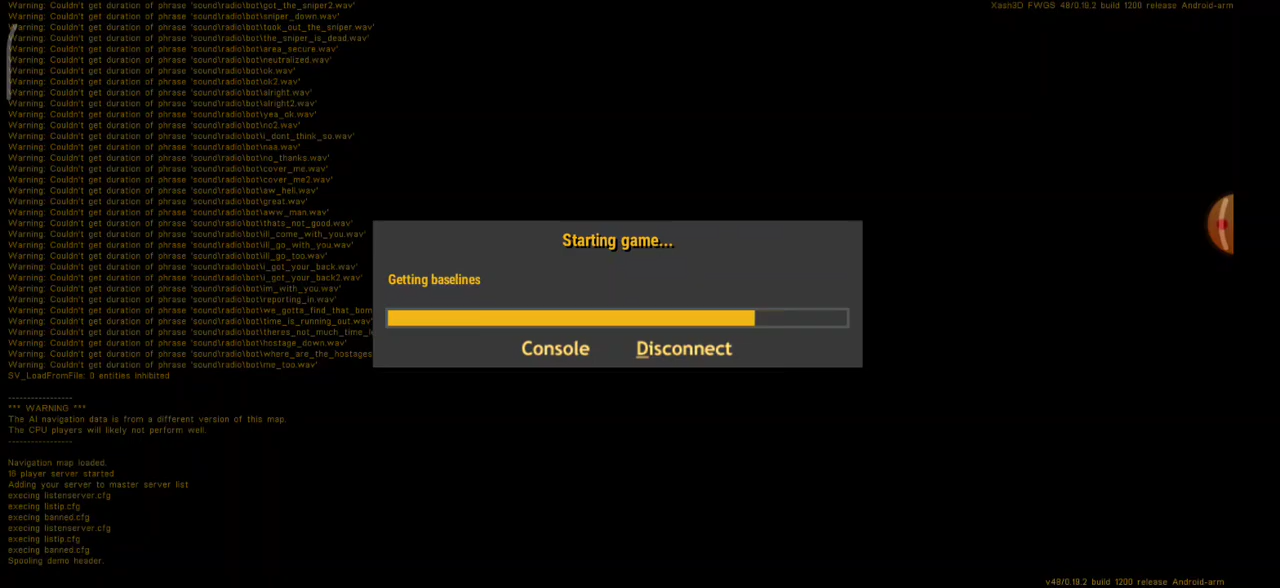 Warning: Couldn't get duration of phrase 'sound\radio\bot\got_the_sniper2.wav'
Xash3D FWGS 48/0.19.2 build 1200 release Android-arm
Warning: Couldn't get duration of phrase 'sound\radio\bot\sniper_down.wav'
Warning: Couldn't get duration of phrase 'sound\radio\bot\took_out_the_sniper.wav'
Warning: Couldn't get duration of phrase 'sound\radio\bot\the_sniper_is_dead.wav'
Warning: Couldn't get duration of phrase 'sound\radio\bot\area_secure.wav'
Warning: Couldn't get duration of phrase 'sound\radio\bot\neutralized.wav'
Warning: Couldn't get duration of phrase 'sound\radio\bot\ok.wav'
Warning: Couldn't get duration of phrase 'sound\radio\bot\ok2.wav'
Warning: Couldn't get duration of phrase 'sound\radio\bot\alright.wav'
Warning: Couldn't get duration of phrase 'sound\radio\bot\alright2.wav'
Warning: Couldn't get duration of phrase 'sound\radio\bot\yea_ok.wav'
Warning: Couldn't get duration of phrase 'sound\radio\bot\no2.wav'
Warning: Couldn't get duration of phrase 'sound\radio\bot\i_dont_think_so.wav'
Warning: Couldn't get duration of phrase 'sound\radio\bot\naa.wav'
Warning: Couldn't get duration of phrase 'sound\radio\bot\no_thanks.wav'
Warning: Couldn't get duration of phrase 'sound\radio\bot\cover_me.wav'
Warning: Couldn't get duration of phrase 'sound\radio\bot\cover_me2.wav'
Warning: Couldn't get duration of phrase 'sound\radio\bot\aw_hell.wav'
Warning: Couldn't get duration of phrase 'sound\radio\bot\great.wav'
Warning: Couldn't get duration of phrase 'sound\radio\bot\aww_man.wav'
Warning: Couldn't get duration of phrase 'sound\radio\bot\thats_not_good.wav'
Warning: Couldn't get duration of phrase 'sound\radio\bot\ill_come_with_you.wav'
Warning: Couldn't get duration of phrase 'sound\radio\bot\ill_go_with_you.wav'
Warning: Couldn't get duration of phrase 'sound\radio\bot\ill_go_too.wav'
Warning: Couldn't get duration of phrase 'sound\radio\bot\i_got_your_back.wav'
Warning: Couldn't get duration of phrase 'sound\radio\bot\i_got_your_back2.wav'
Warning: Couldn't get duration of phrase 'sound\radio\bot\im_with_you.wav'
Warning: Couldn't get duration of phrase 'sound\radio\bot\reporting_in.wav'
Warning: Couldn't get duration of phrase 'sound\radio\bot\we_gotta_find_that_bom
Warning: Couldn't get duration of phrase 'sound\radio\bot\time_is_running_out.wav'
Warning: Couldn't get duration of phrase 'sound\radio\bot\theres_not_much_time_l
Warning: Couldn't get duration of phrase 'sound\radio\bot\hostage_down.wav'
Warning: Couldn't get duration of phrase 'sound\radio\bot\where_are_the_hostages
Warning: Couldn't get duration of phrase 'sound\radio\bot\me_too.wav'
SV_LoadFromFile: 0 entities inhibited
Starting game...
Getting baselines
Console Disconnect
----------------
*** WARNING ***
The AI navigation data is from a different version of this map.
The CPU players will likely not perform well.
----------------
Navigation map loaded.
16 player server started
Adding your server to master server list
execing listenserver.cfg
execing listip.cfg
execing banned.cfg
execing listenserver.cfg
execing listip.cfg
execing banned.cfg
Spooling demo header.
v48/0.19.2 build 1200 release Android-arm